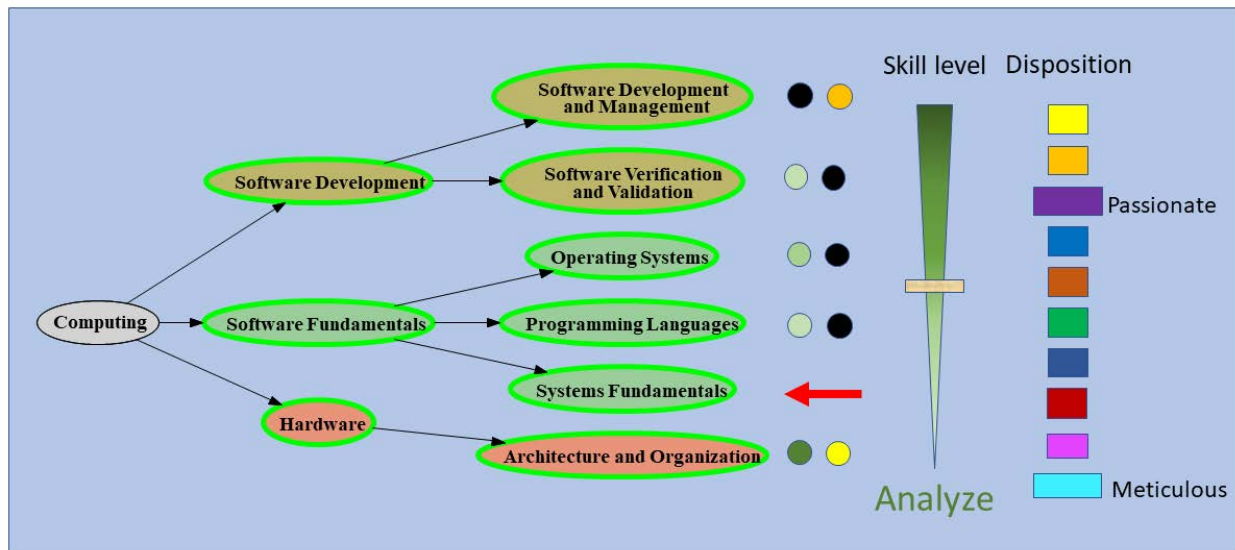 Skill level
Disposition
Software Development
and Management
Software Development
Software Verification
and Validation
Passionate
Operating Systems
Computing
Software Fundamentals
Programming Languages
Systems Fundamentals
Hardware
Architecture and Organization
Analyze
Meticulous